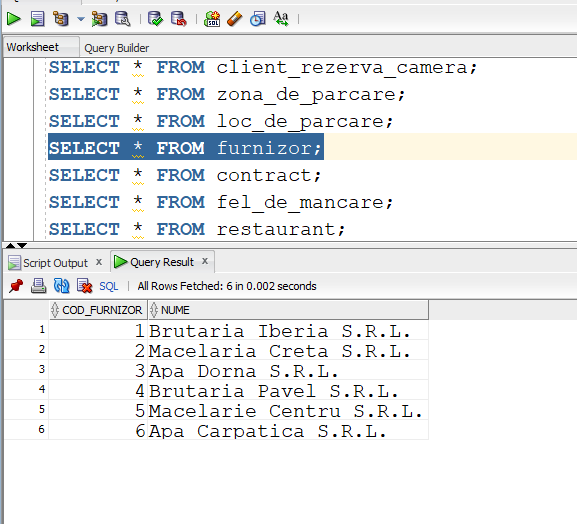 SQL
Aa
Worksheet Query Builder
SELECT * FROM client_rezerva_camera;
SELECT * FROM zona_de_parcare;
SELECT * FROM loc_de_parcare;
SELECT * FROM furnizor;
SELECT * FROM contract;
SELECT * FROM fel_de_mancare;
SELECT * FROM restaurant;
Script Output x Query Result x
SQL | All Rows Fetched: 6 in 0.002 seconds
COD_FURNIZOR NUME
1 1 Brutaria Iberia S.R.L.
2 2 Macelaria Creta S.R.L.
3 3 Apa Dorna S.R.L.
4 4 Brutaria Pavel S.R.L.
5 5 Macelarie Centru S.R.L.
6 6 Apa Carpatica S.R.L.